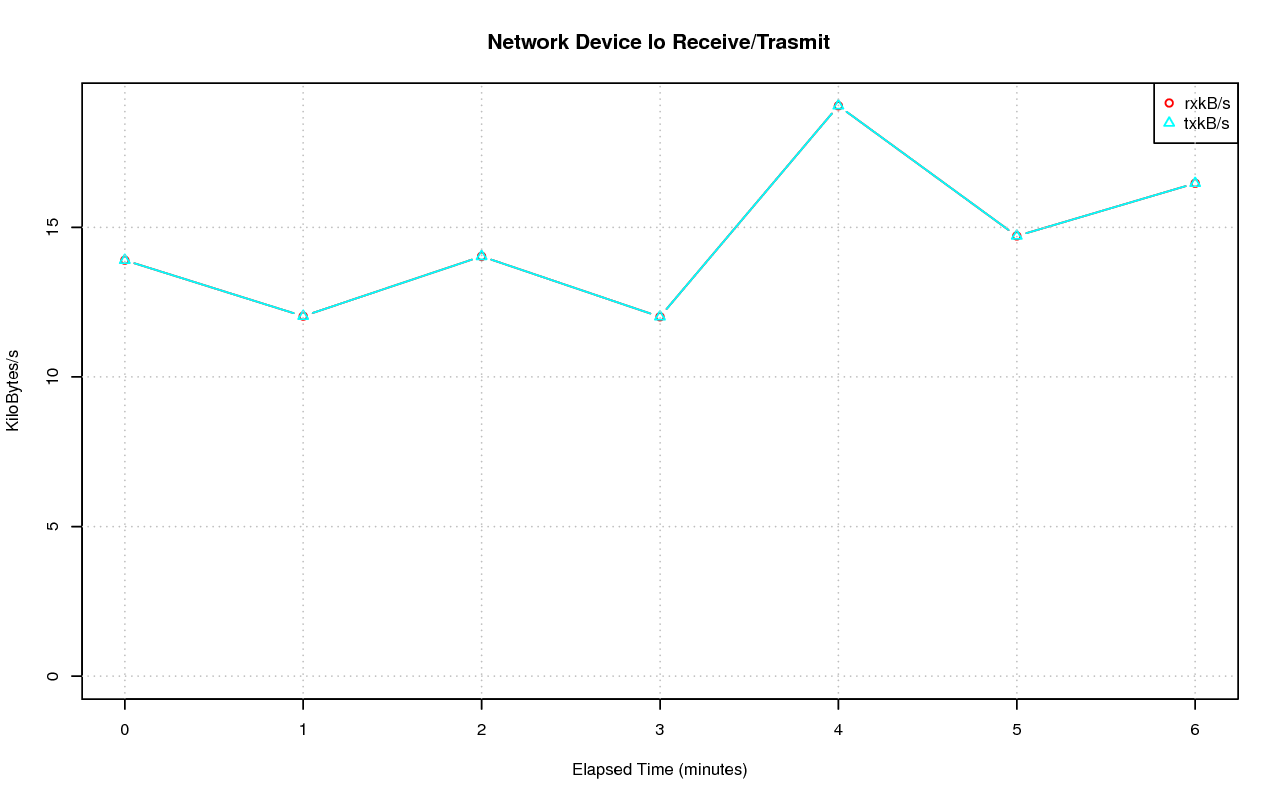 Network Device lo Receive/Trasmit
rxkB/s
txkB/s
15
10
5
0
KiloBytes/s
0 1 2 3 4 5 6
Elapsed Time (minutes)